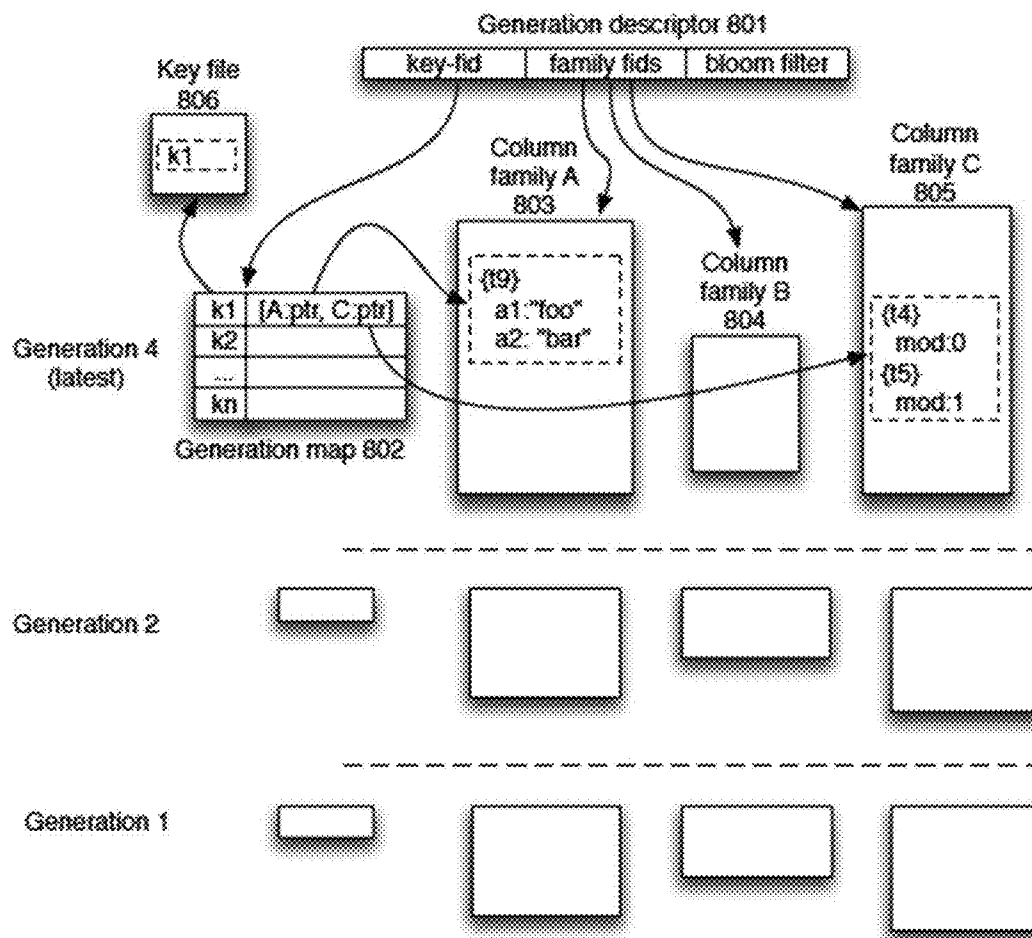 Generation descriptor 801
key-fid family fids bloom filter
Key file
806
k1
Column
family A
803
Column
family B
804
Column
family C
805
k1 [A:ptr, C:ptr]
k2
...
kn
Generation map 802
Generation 4
(latest)
{t9}
a1:"foo"
a2: "bar"
{t4}
mod:0
{t5}
mod:1
Generation 2
Generation 1